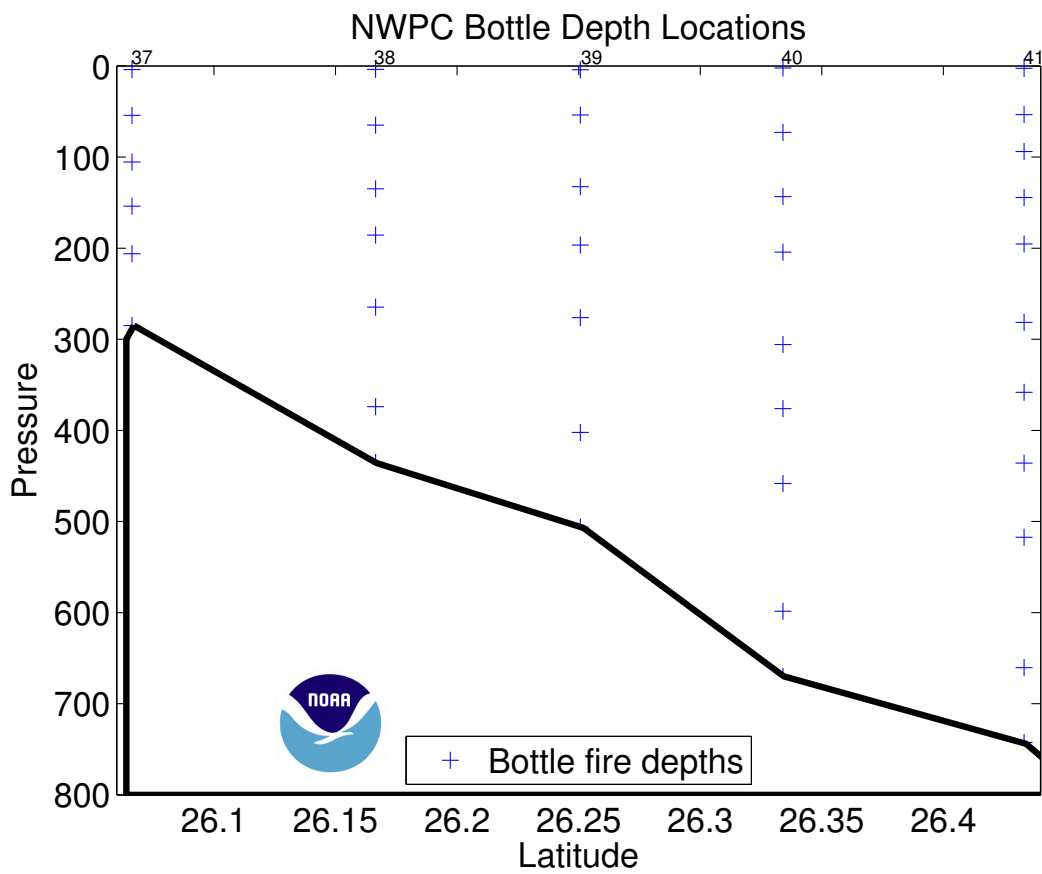 NWPC Bottle Depth Locations
37 38 39 40 41
0
100
200
300
400
500
600
700
800
Pressure
NOAA
Bottle fire depths
26.1 26.15 26.2 26.25 26.3 26.35 26.4
Latitude